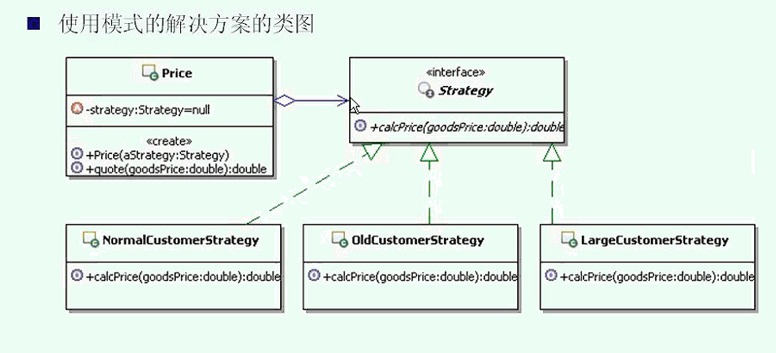 使用模式的解决方案的类图
Price
-strategy:Strategy=null
«create»
+Price(aStrategy:Strategy)
+quote(goodsPrice:double):double
«interface»
Strategy
+calcPrice(goodsPrice:double):double
NormalCustomerStrategy
+calcPrice(goodsPrice:double):double
OldCustomerStrategy
+calcPrice(goodsPrice:double):double
LargeCustomerStrategy
+calcPrice(goodsPrice:double):double